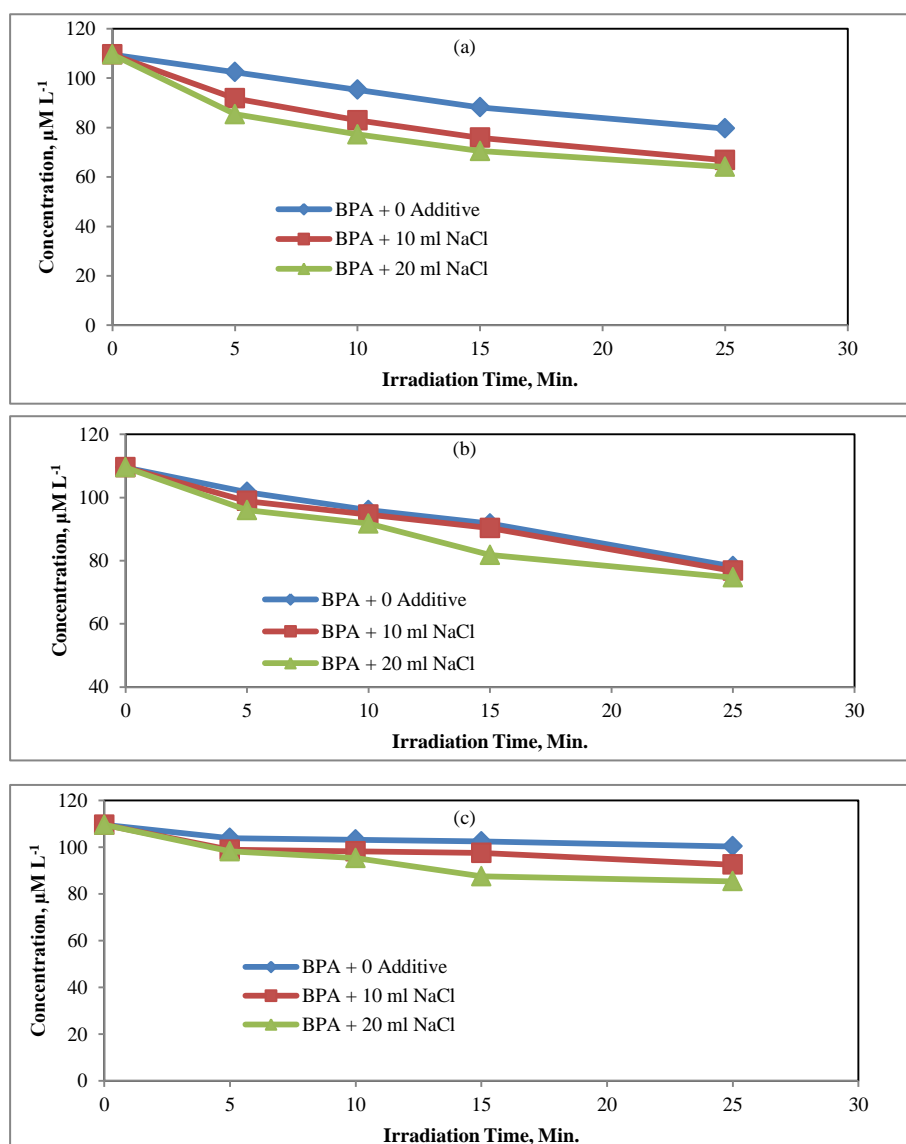 (a)
Concentration, µM L-1
120
100
80
60
40
20
0
BPA + 0 Additive
BPA + 10 ml NaCl
BPA + 20 ml NaCl
0 5 10 15 20 25 30
Irradiation Time, Min.
(b)
Concentration, µM L-1
120
100
80
60
40
BPA + 0 Additive
BPA + 10 ml NaCl
BPA + 20 ml NaCl
0 5 10 15 20 25 30
Irradiation Time, Min.
(c)
Concentration, µM L-1
120
100
80
60
40
20
0
BPA + 0 Additive
BPA + 10 ml NaCl
BPA + 20 ml NaCl
0 5 10 15 20 25 30
Irradiation Time, Min.